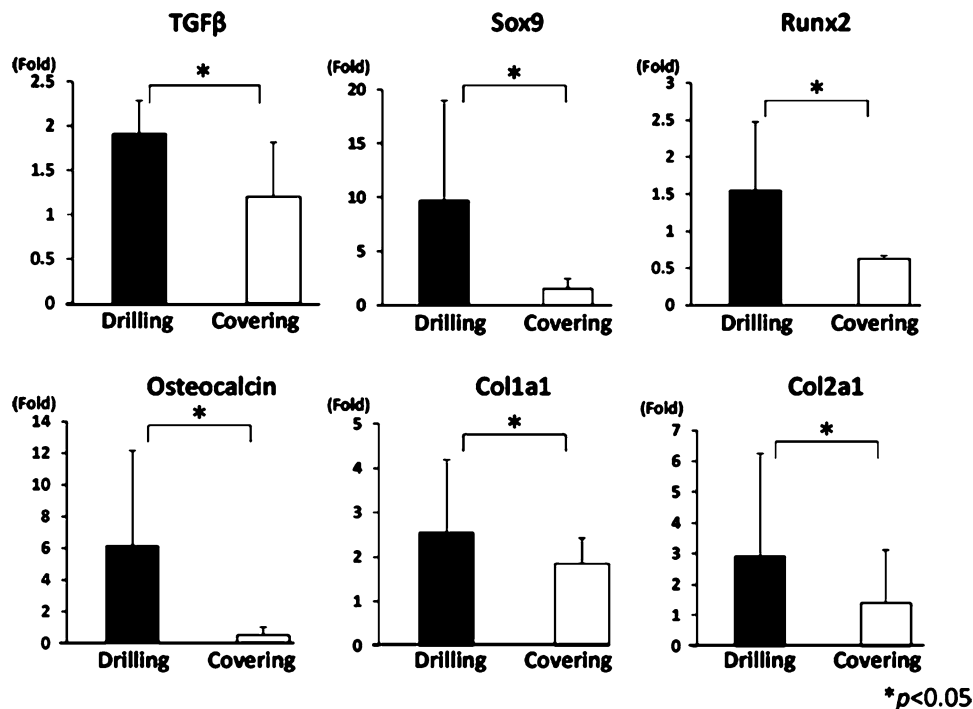 TGFβ
(Fold)
*
2.5
2
1.5
1
0.5
0
Drilling Covering
Sox9
(Fold)
*
20
15
10
5
0
Drilling Covering
Runx2
(Fold)
*
3
2.5
2
1.5
1
0.5
0
Drilling Covering
Osteocalcin
(Fold)
*
14
12
10
8
6
4
2
0
Drilling Covering
Col1a1
(Fold)
*
5
4
3
2
1
0
Drilling Covering
Col2a1
(Fold)
*
7
6
5
4
3
2
1
0
Drilling Covering
*p<0.05